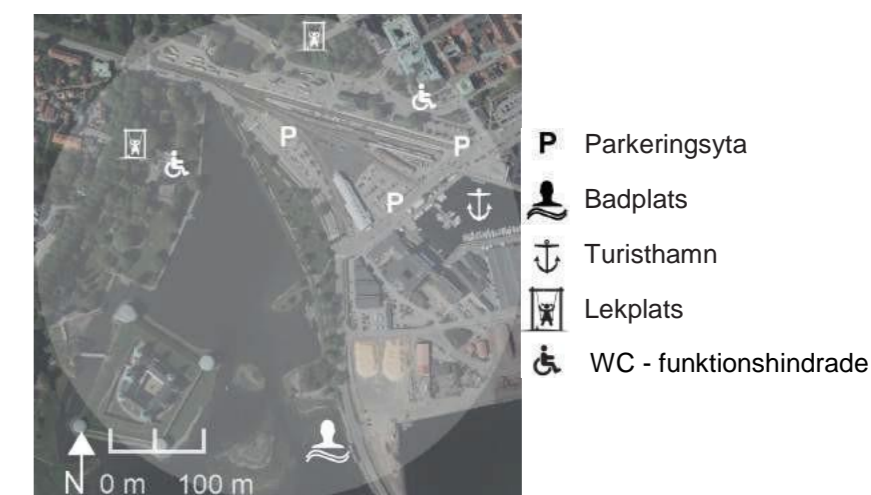 P
P
P
N 0 m 100 m
P Parkeringsyta
Badplats
Turisthamn
Lekplats
WC - funktionshindrade